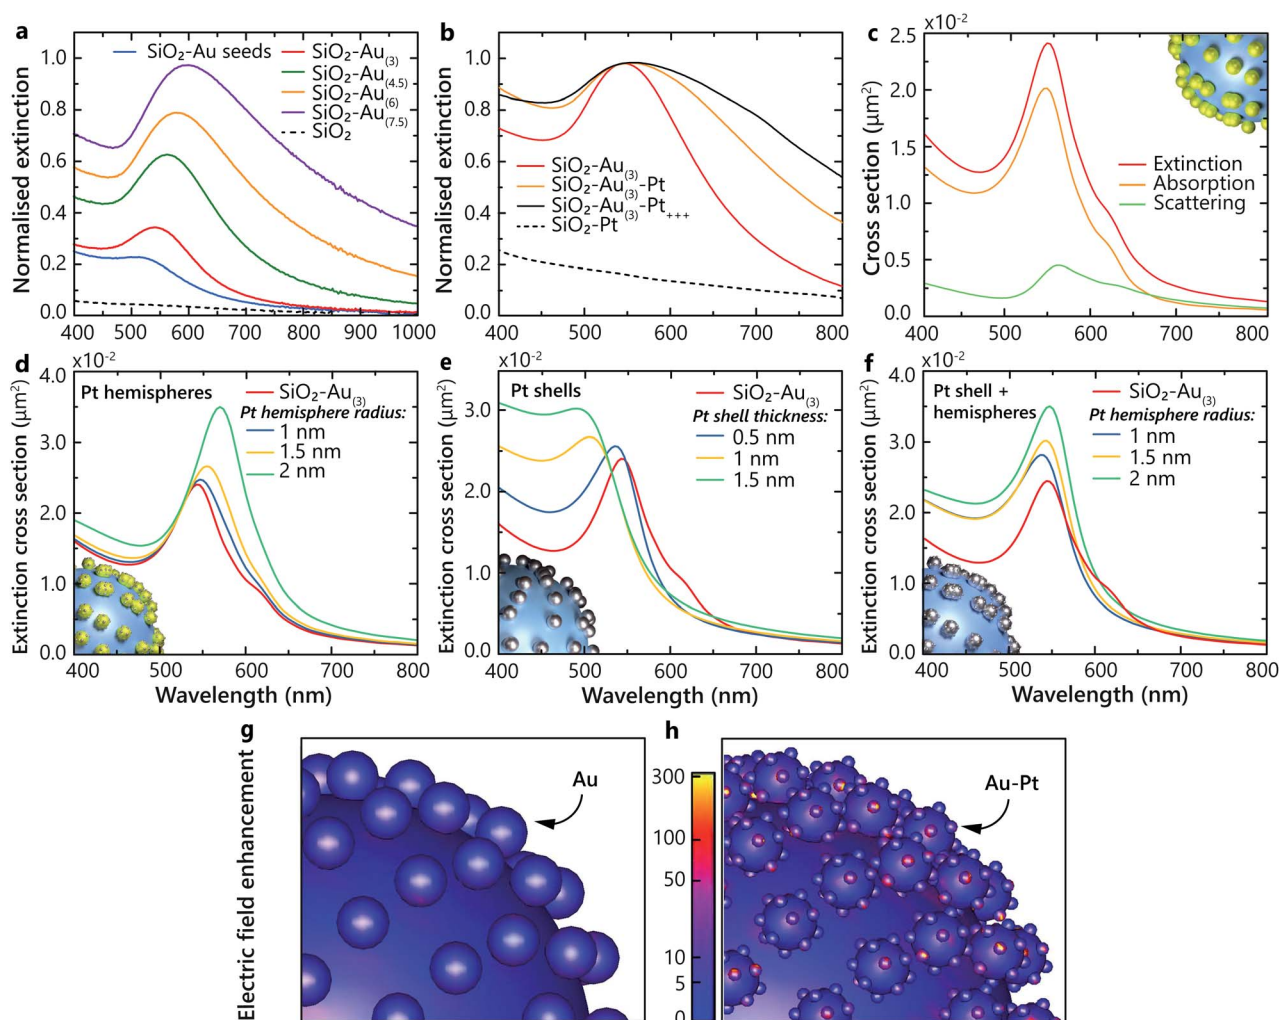 a
1.0
0.8
0.6
0.4
0.2
0.0
Normalised extinction
SiO₂-Au seeds
SiO₂-Au(3)
SiO₂-Au(4.5)
SiO₂-Au(6)
SiO₂-Au(7.5)
SiO₂
400 500 600 700 800 900 1000
b
1.0
0.8
0.6
0.4
0.2
0.0
Normalised extinction
SiO₂-Au(3)
SiO₂-Au(3)-Pt
SiO₂-Au(3)-Pt+++
SiO₂-Pt
400 500 600 700 800
c
x10⁻²
2.5
2.0
1.5
1.0
0.5
0.0
Cross section (µm²)
Extinction
Absorption
Scattering
400 500 600 700 800
d
x10⁻²
4.0
3.0
2.0
1.0
0.0
Extinction cross section (µm²)
Pt hemispheres
SiO₂-Au(3)
Pt hemisphere radius:
1 nm
1.5 nm
2 nm
400 500 600 700 800
Wavelength (nm)
e
x10⁻²
3.0
2.0
1.0
0.0
Extinction cross section (µm²)
Pt shells
SiO₂-Au(3)
Pt shell thickness:
0.5 nm
1 nm
1.5 nm
400 500 600 700 800
Wavelength (nm)
f
x10⁻²
4.0
3.0
2.0
1.0
0.0
Extinction cross section (µm²)
Pt shell +
hemispheres
SiO₂-Au(3)
Pt hemisphere radius:
1 nm
1.5 nm
2 nm
400 500 600 700 800
Wavelength (nm)
g
Electric field enhancement
Au
h
300
100
50
10
5
0
Au-Pt